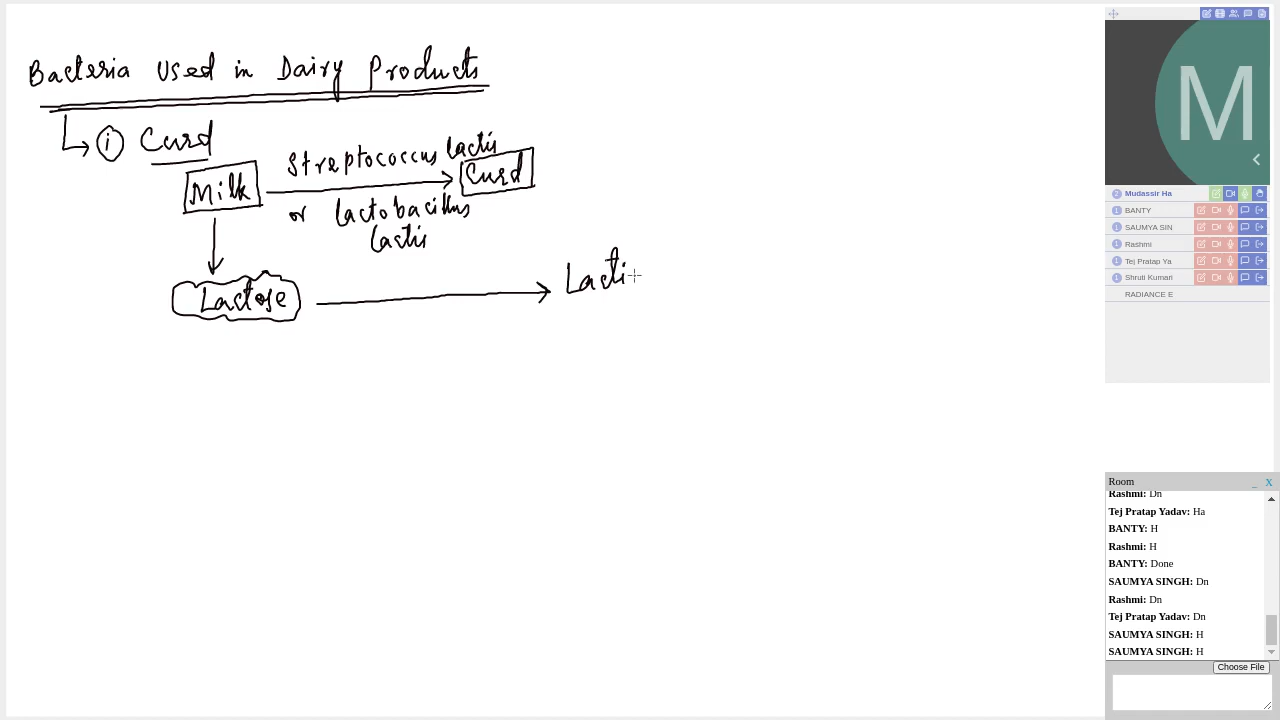 Bacteria Used in Dairy Products
i Curd
Milk Streptococcus lactis Curd
or lactobacillus
lactis
Lactose Lacti
M
Mudassir Ha
BANTY
SAUMYA SIN
Rashmi
Tej Pratap Ya
Shruti Kumari
RADIANCE E
Room _ X
Rashmi: Dn
Tej Pratap Yadav: Ha
BANTY: H
Rashmi: H
BANTY: Done
SAUMYA SINGH: Dn
Rashmi: Dn
Tej Pratap Yadav: Dn
SAUMYA SINGH: H
SAUMYA SINGH: H
Choose File